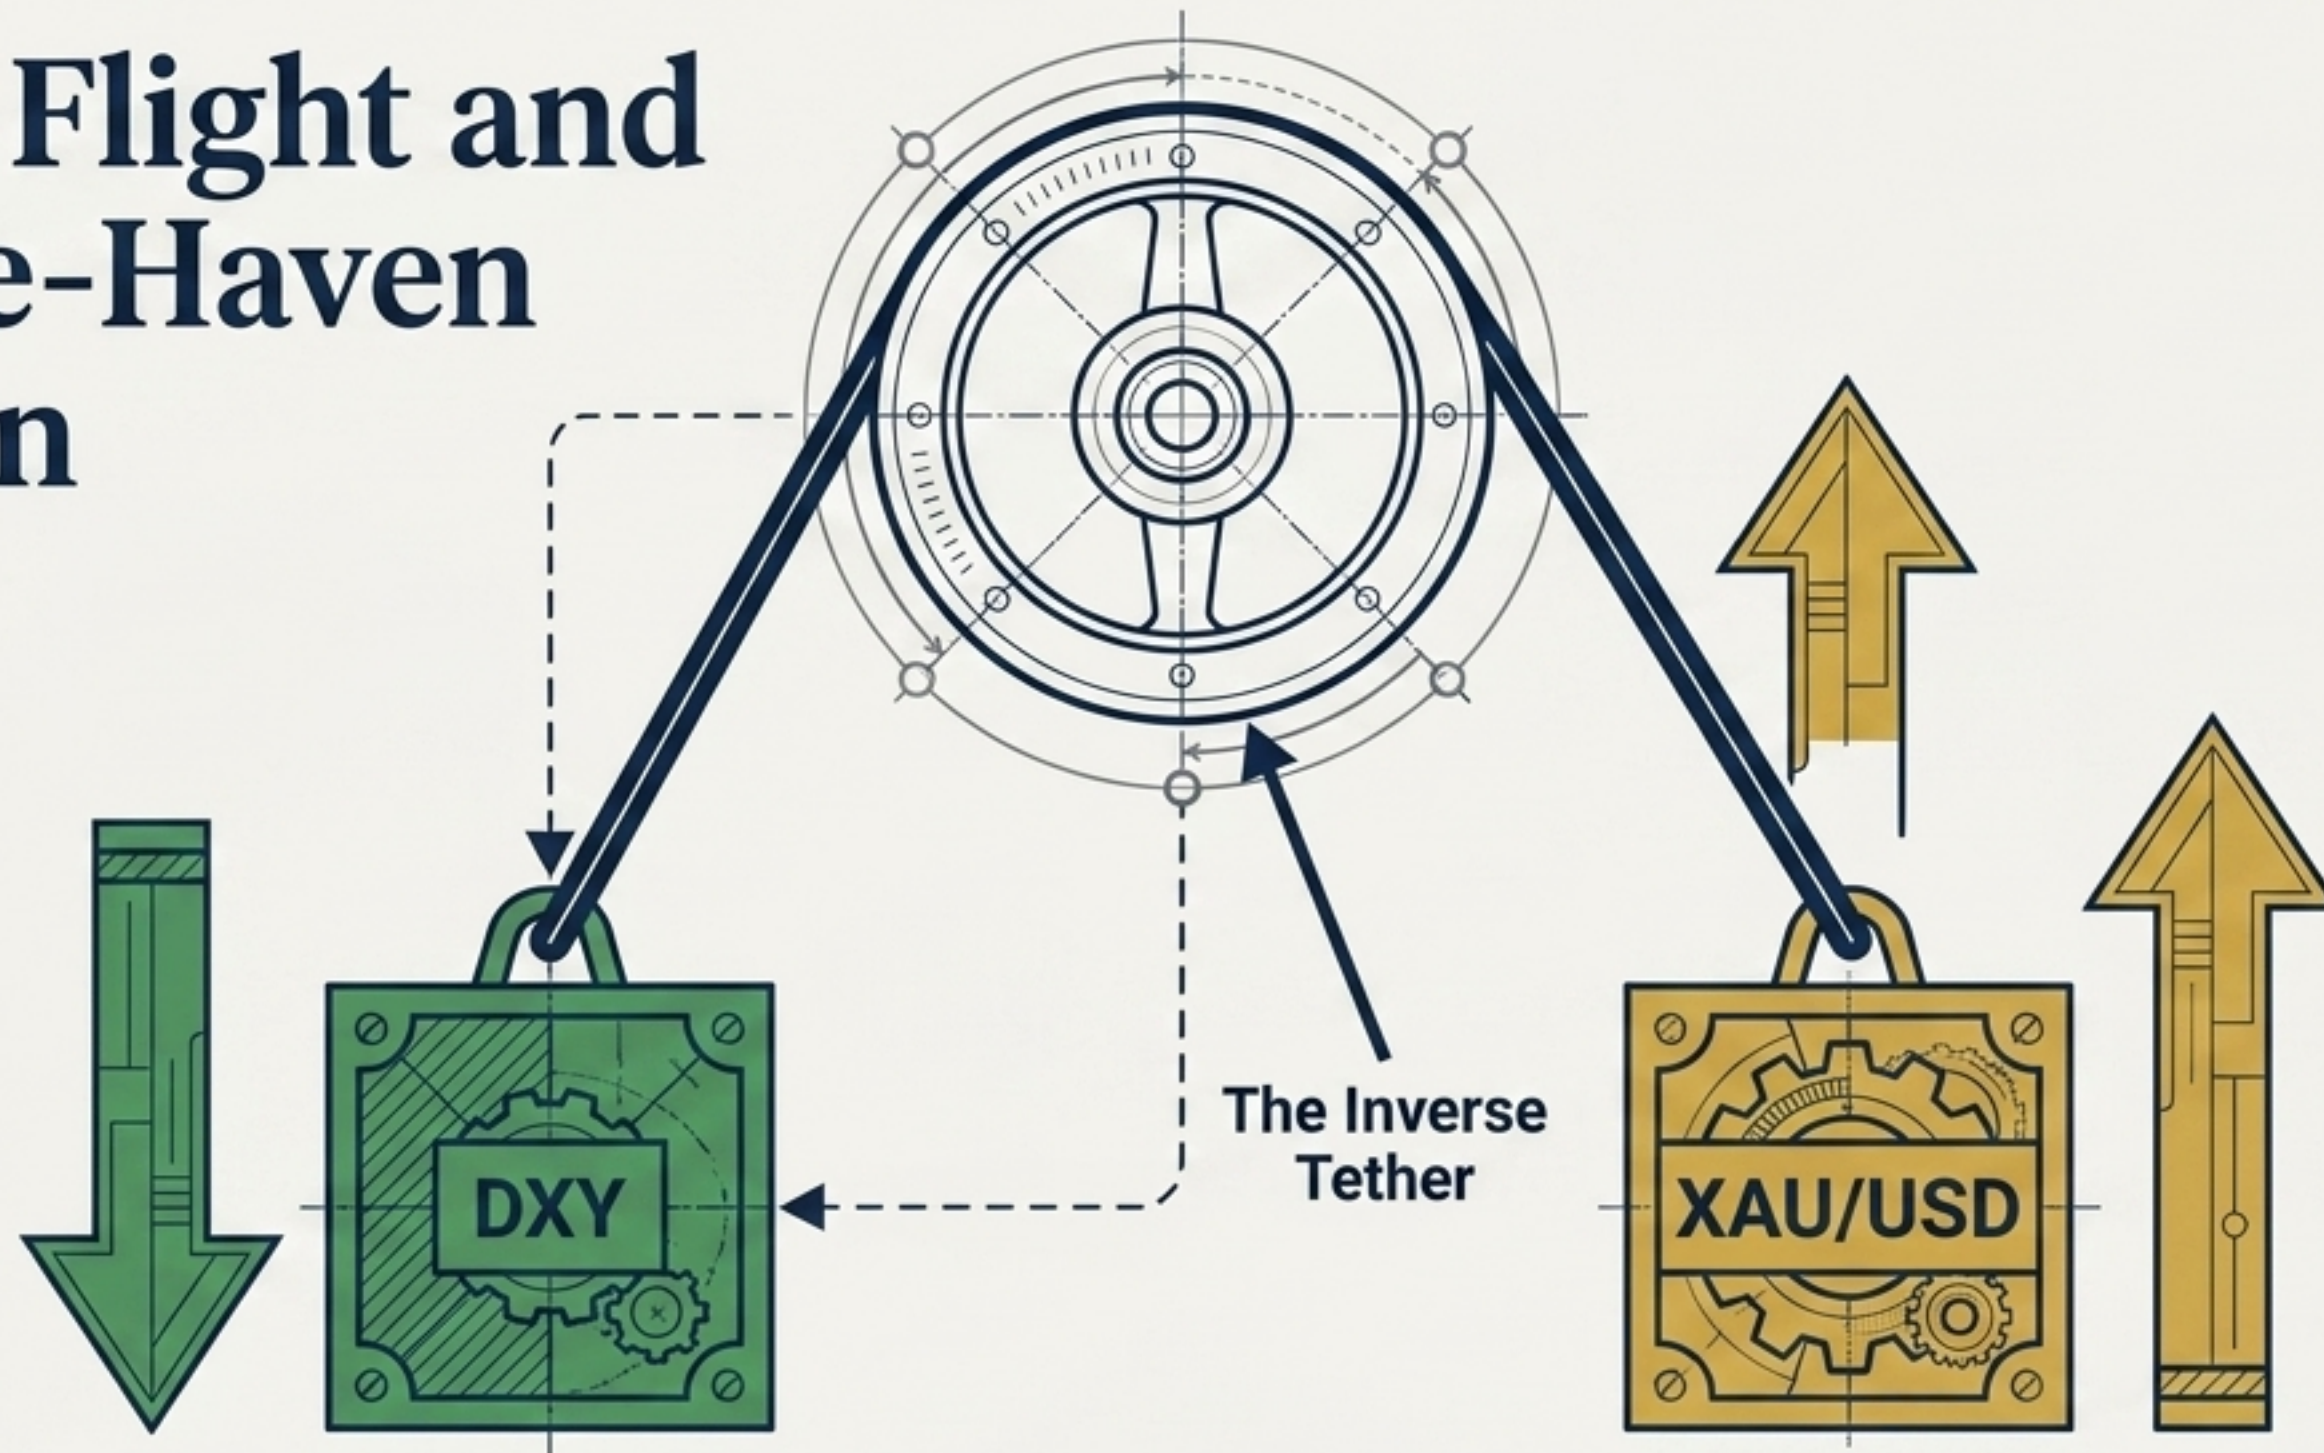 Flight and
e-Haven
n
The Inverse
Tether
DXY
XAU/USD